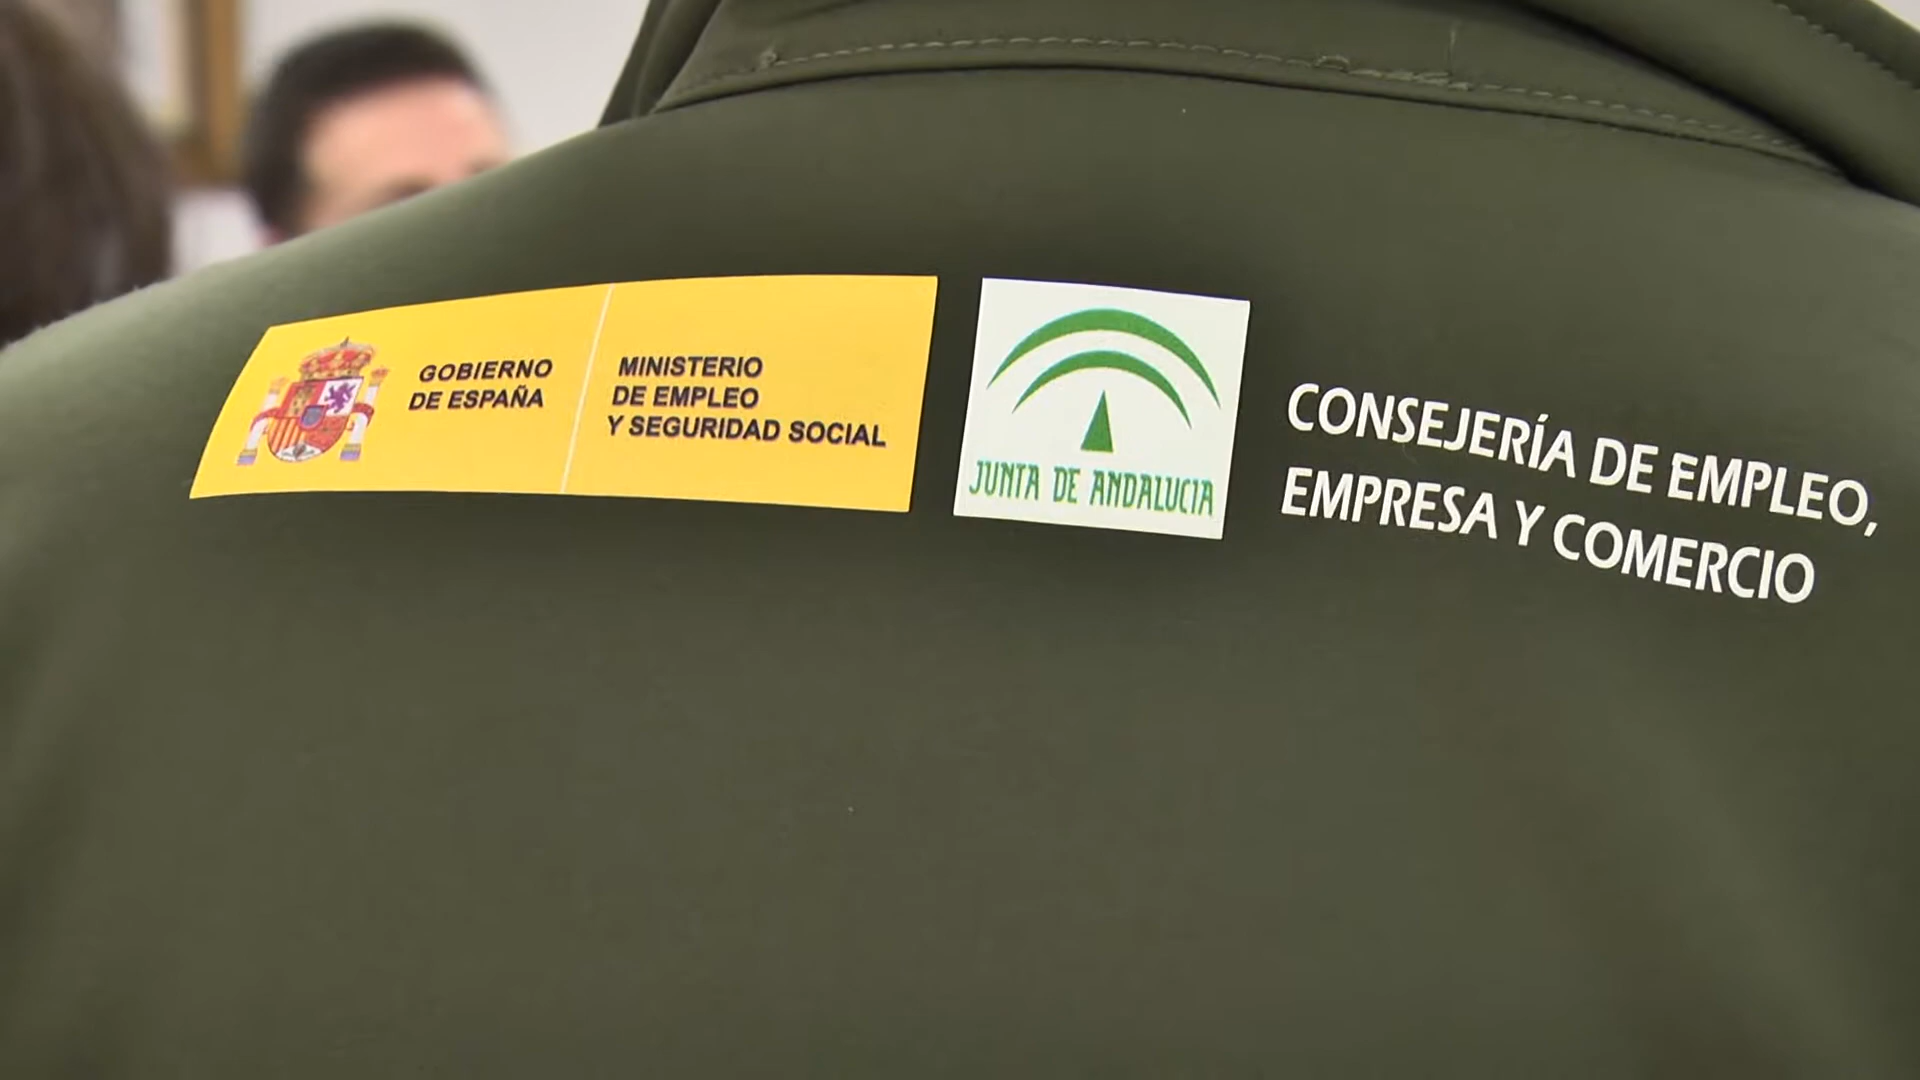 GOBIERNO
DE ESPAÑA
MINISTERIO
DE EMPLEO
Y SEGURIDAD SOCIAL
JUNTA DE ANDALUCIA
CONSEJERÍA DE EMPLEO,
EMPRESA Y COMERCIO